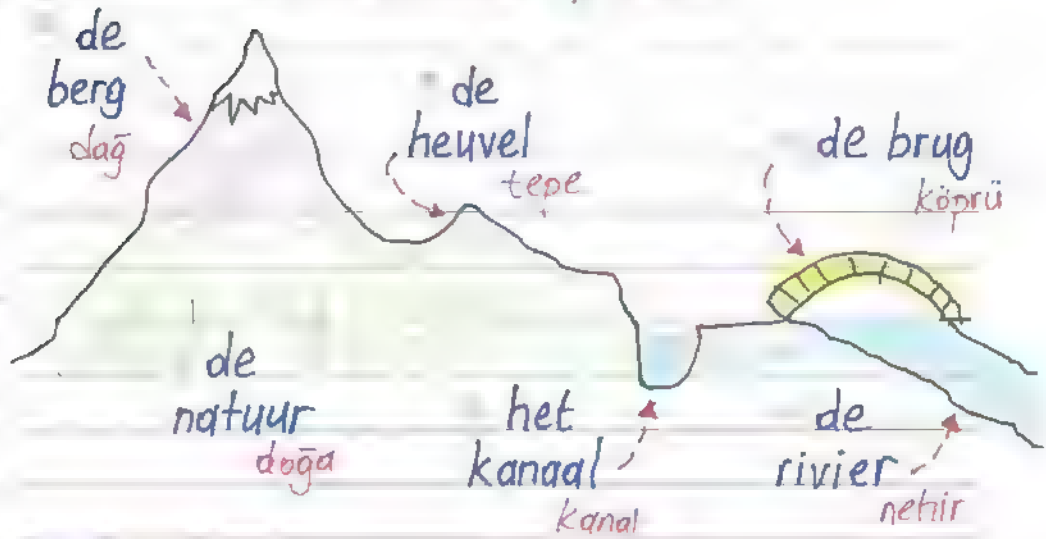 de
berg
dağ
de
heuvel
tepe
de brug
köprü
de
natuur
doğa
het
kanaal
kanal
de
rivier
nehir